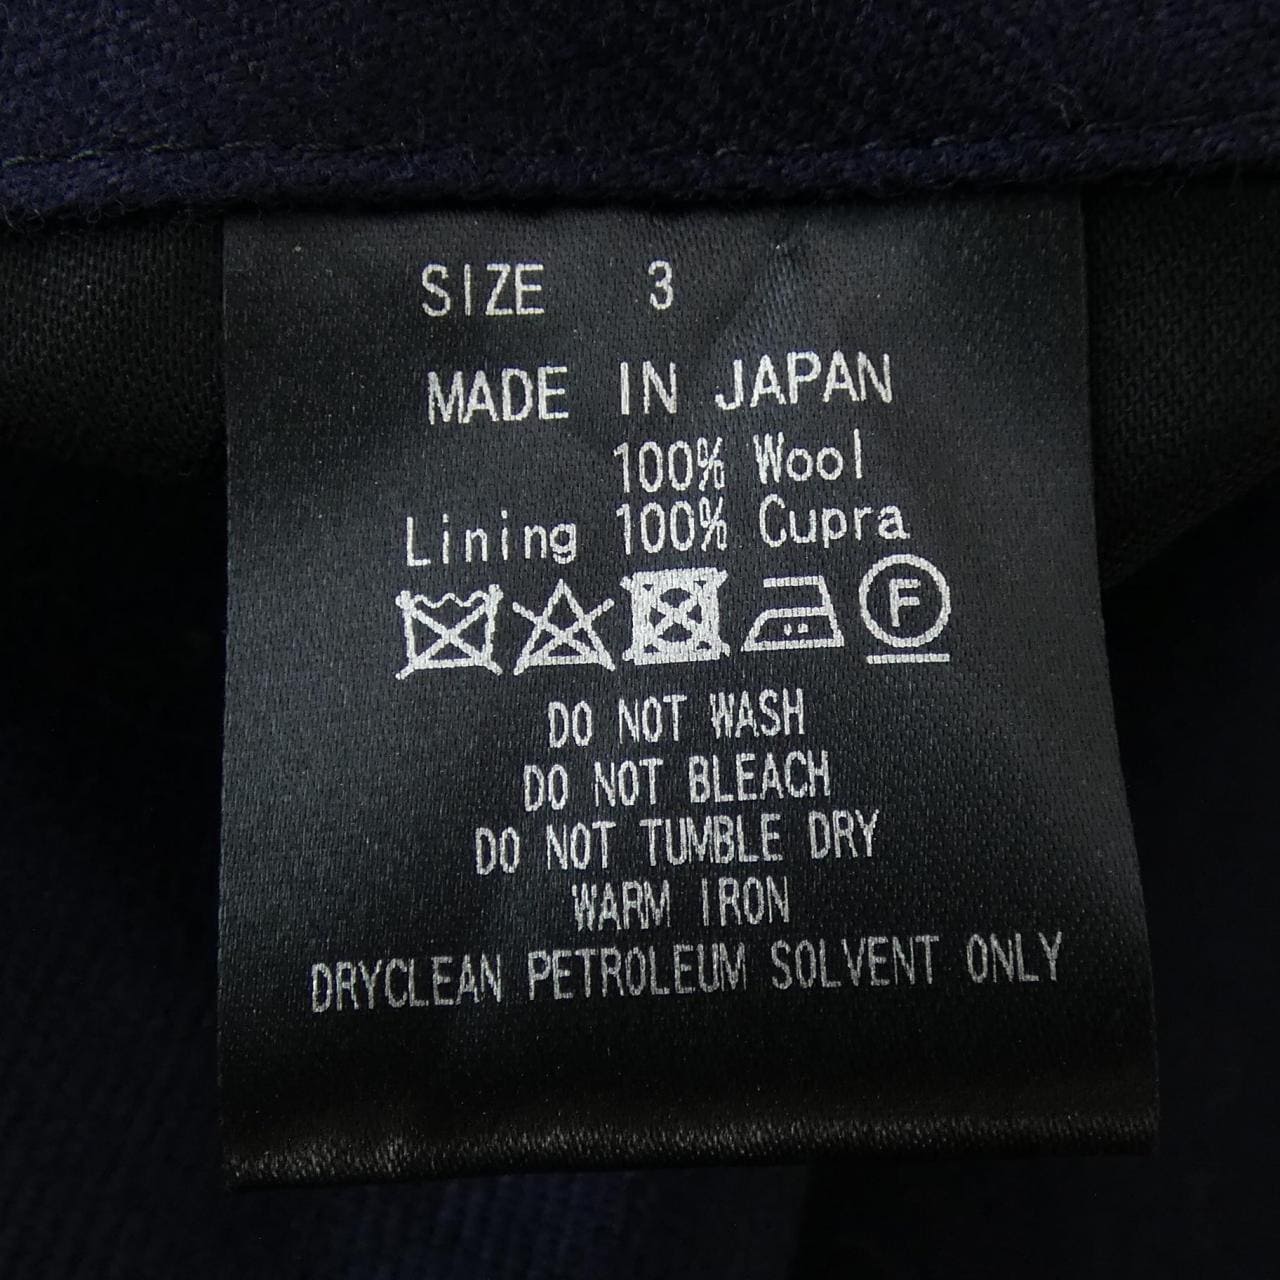 SIZE 3
MADE IN JAPAN
100% Wool
Lining 100% Cupra
F
DO NOT WASH
DO NOT BLEACH
DO NOT TUMBLE DRY
WARM IRON
DRYCLEAN PETROLEUM SOLVENT ONLY